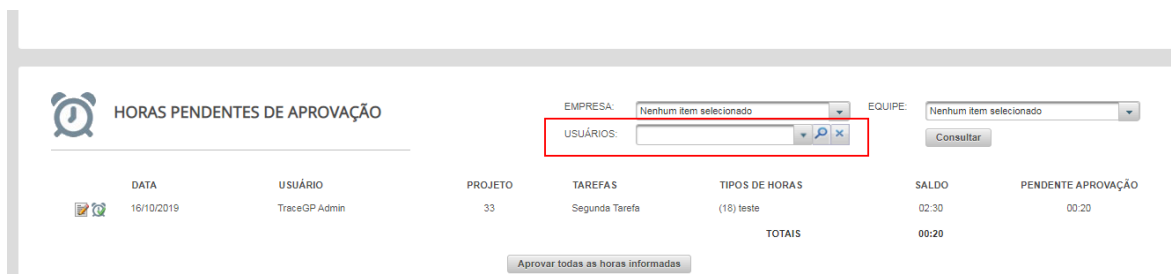 HORAS PENDENTES DE APROVAÇÃO
EMPRESA: Nenhum item selecionado EQUIPE: Nenhum item selecionado
USUÁRIOS: Consultar
DATA USUÁRIO PROJETO TAREFAS TIPOS DE HORAS SALDO PENDENTE APROVAÇÃO
16/10/2019 TraceGP Admin 33 Segunda Tarefa (18) teste 02:30 00:20
TOTAIS 00:20
Aprovar todas as horas informadas